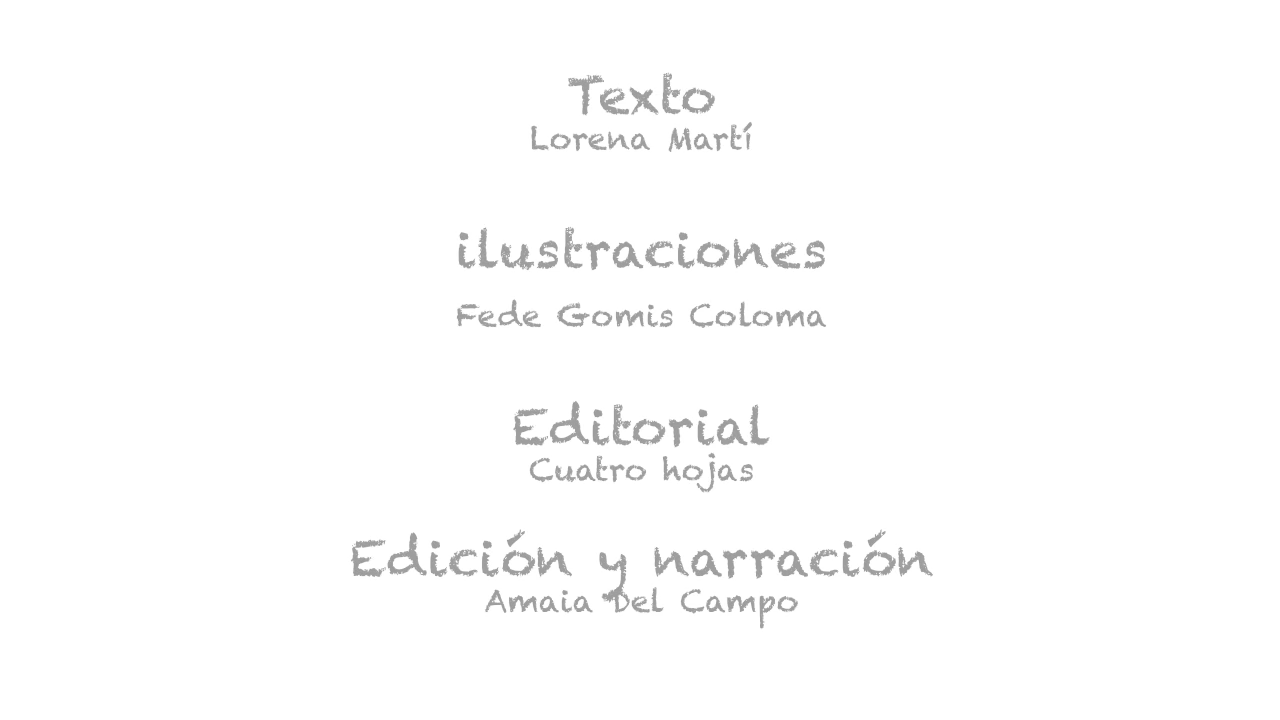 Texto
Lorena Martí
ilustraciones
Fede Gomis Coloma
Editorial
Cuatro hojas
Edición y narración
Amaia Del Campo